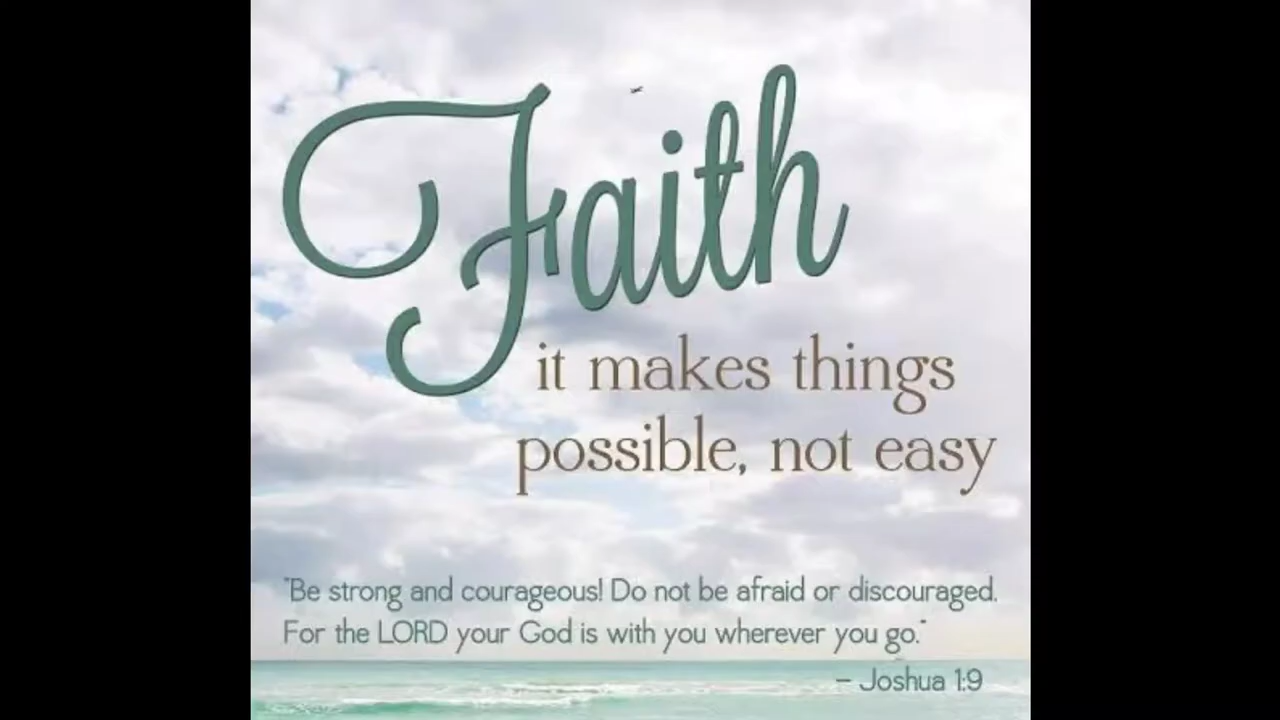 Faith
it makes things
possible, not easy
"Be strong and courageous! Do not be afraid or discouraged.
For the LORD your God is with you wherever you go."
- Joshua 1:9